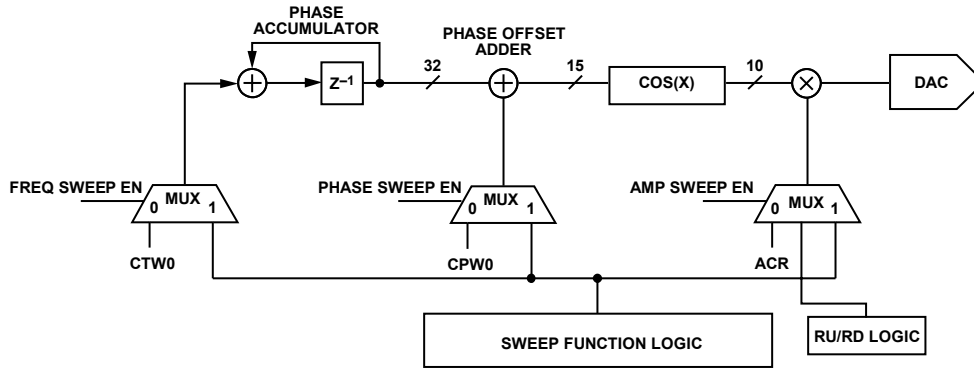 PHASE
ACCUMULATOR
PHASE OFFSET
ADDER
+
Z–1
32
+
15
COS(X)
10
×
DAC
FREQ SWEEP EN
MUX
0 1
PHASE SWEEP EN
MUX
0 1
AMP SWEEP EN
MUX
0 1
CTW0
CPW0
ACR
SWEEP FUNCTION LOGIC
RU/RD LOGIC